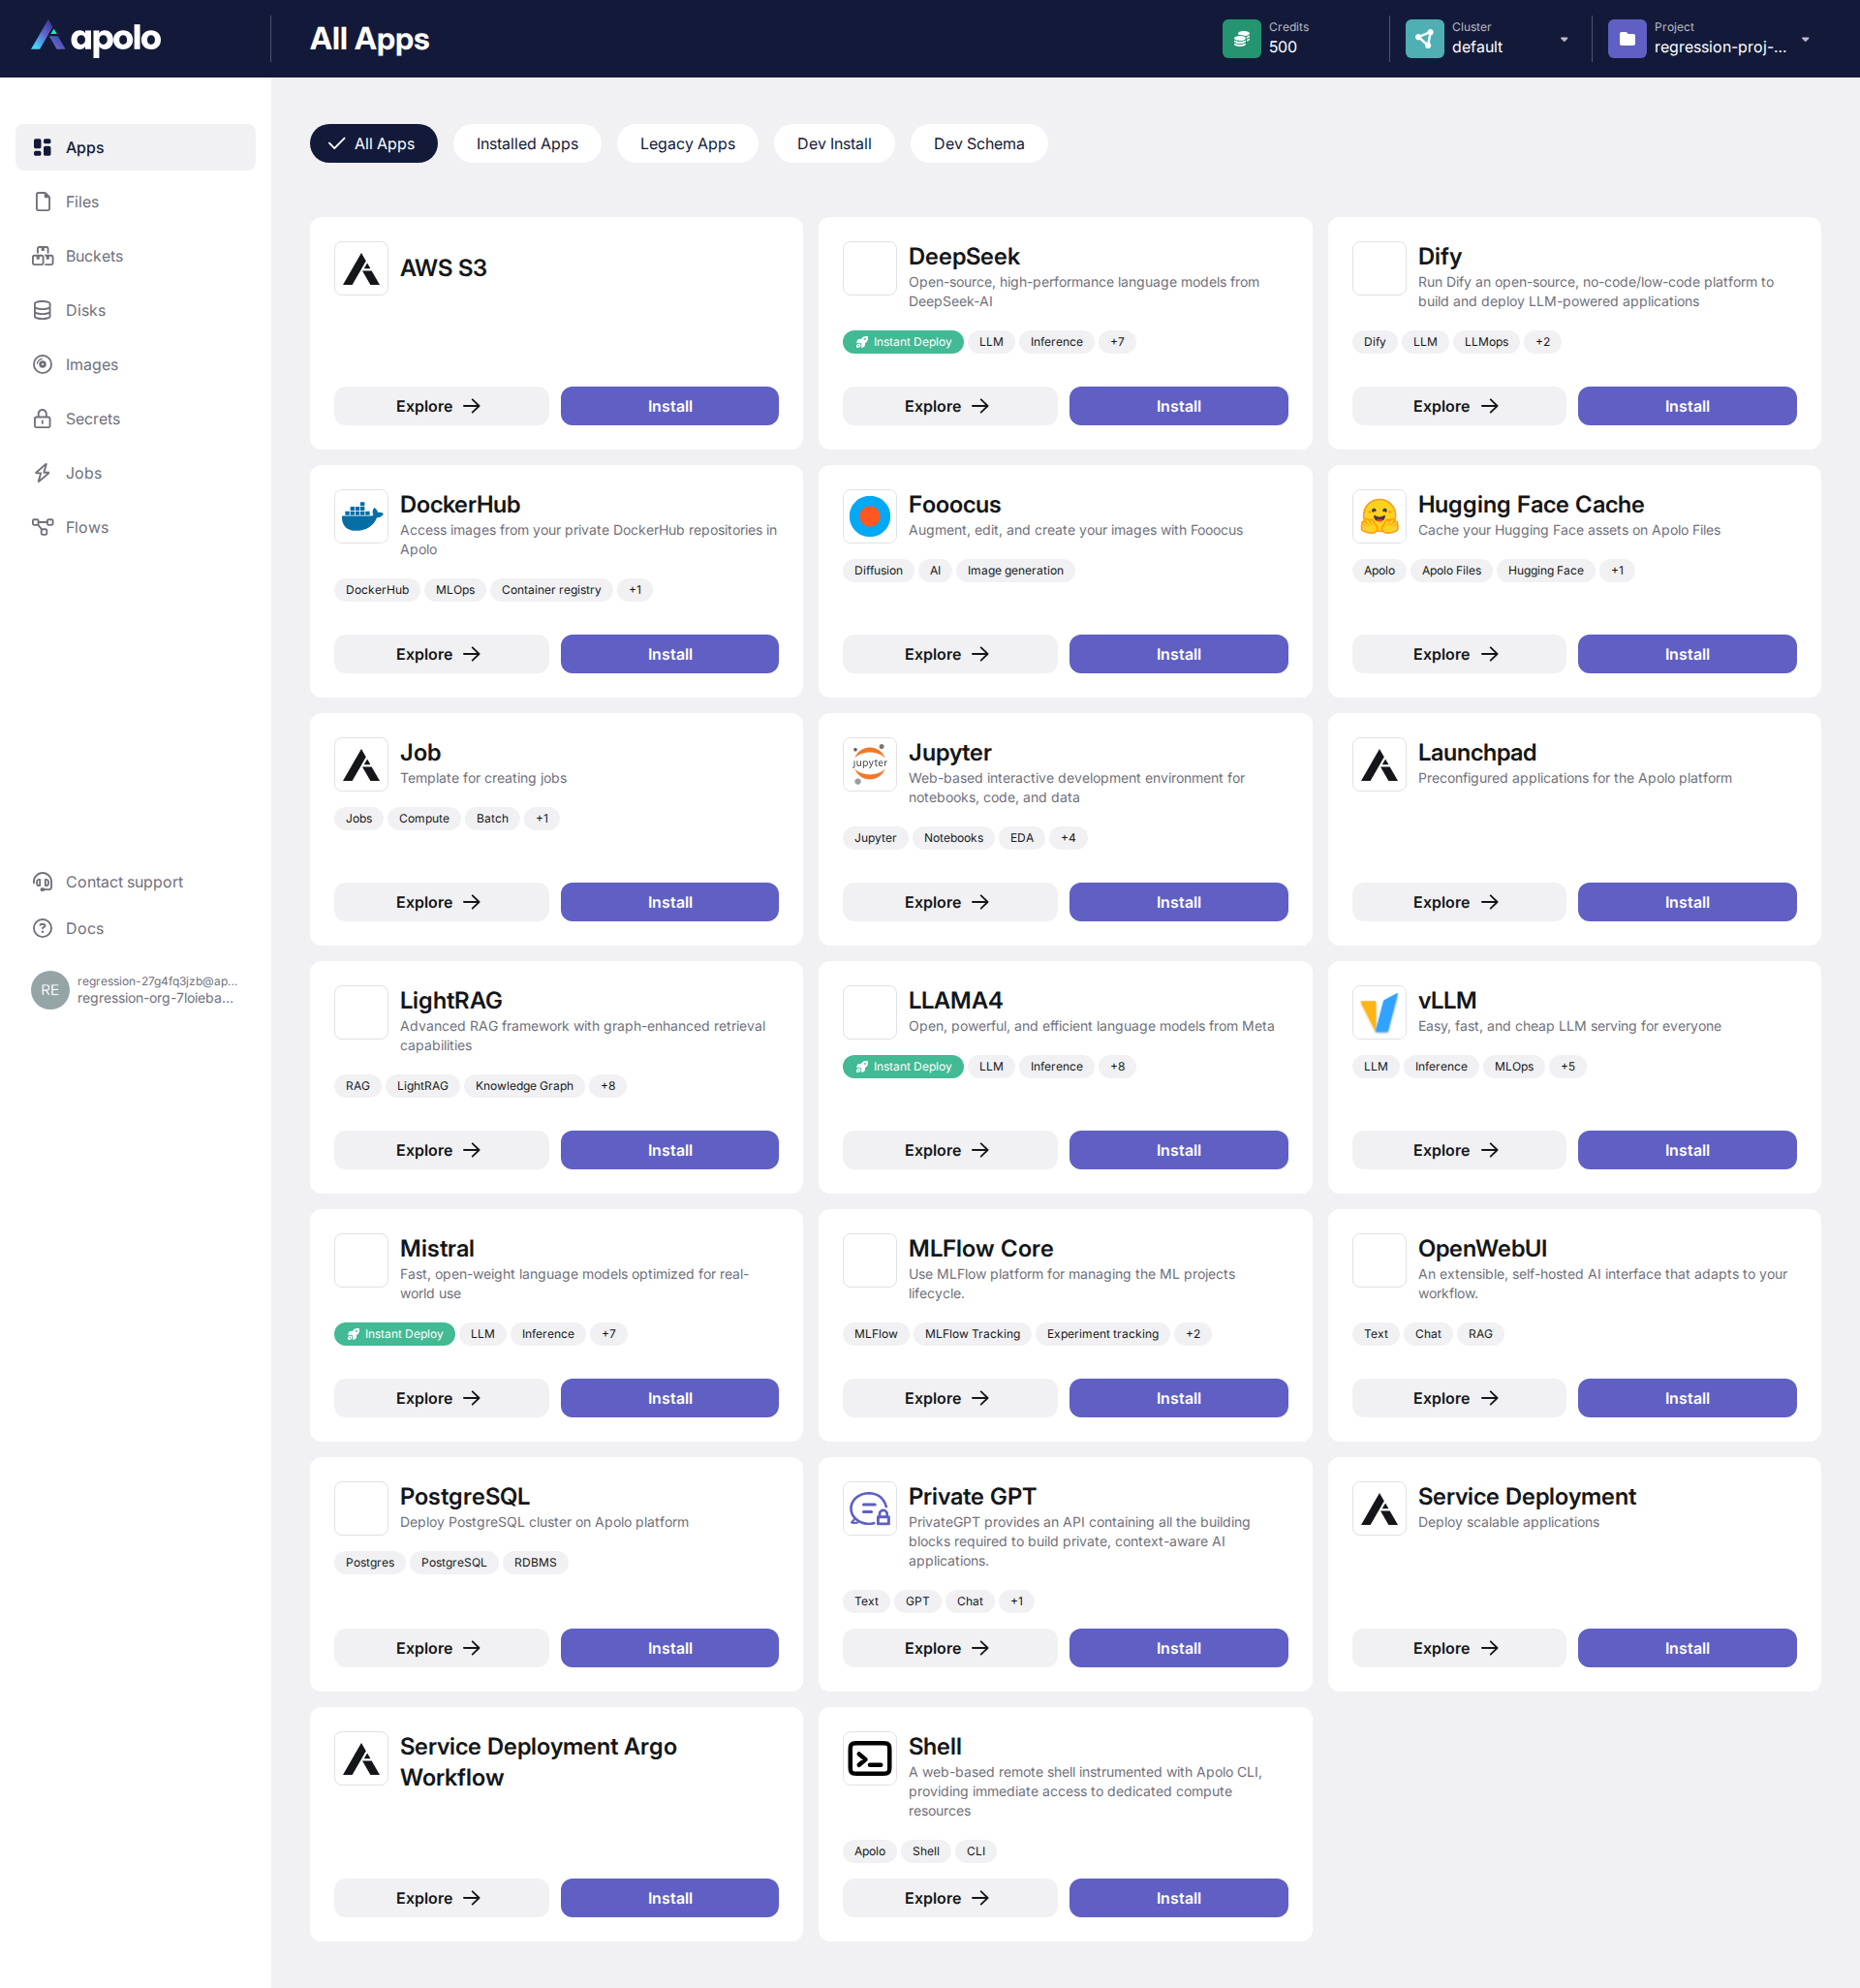 apolo
All Apps
Credits
500
Cluster
default
Project
regression-proj-...
Apps
Files
Buckets
Disks
Images
Secrets
Jobs
Flows
Contact support
Docs
RE
regression-27g4fq3jzb@ap...
regression-org-7loieba...
All Apps
Installed Apps
Legacy Apps
Dev Install
Dev Schema
AWS S3
Explore
Install
DeepSeek
Open-source, high-performance language models from
DeepSeek-AI
Instant Deploy LLM Inference +7
Explore
Install
Dify
Run Dify an open-source, no-code/low-code platform to
build and deploy LLM-powered applications
Dify LLM LLMops +2
Explore
Install
DockerHub
Access images from your private DockerHub repositories in
Apolo
DockerHub MLOps Container registry +1
Explore
Install
Fooocus
Augment, edit, and create your images with Fooocus
Diffusion AI Image generation
Explore
Install
Hugging Face Cache
Cache your Hugging Face assets on Apolo Files
Apolo Apolo Files Hugging Face +1
Explore
Install
Job
Template for creating jobs
Jobs Compute Batch +1
Explore
Install
jupyter
Jupyter
Web-based interactive development environment for
notebooks, code, and data
Jupyter Notebooks EDA +4
Explore
Install
Launchpad
Preconfigured applications for the Apolo platform
Explore
Install
LightRAG
Advanced RAG framework with graph-enhanced retrieval
capabilities
RAG LightRAG Knowledge Graph +8
Explore
Install
LLAMA4
Open, powerful, and efficient language models from Meta
Instant Deploy LLM Inference +8
Explore
Install
vLLM
Easy, fast, and cheap LLM serving for everyone
LLM Inference MLOps +5
Explore
Install
Mistral
Fast, open-weight language models optimized for real-
world use
Instant Deploy LLM Inference +7
Explore
Install
MLFlow Core
Use MLFlow platform for managing the ML projects
lifecycle.
MLFlow MLFlow Tracking Experiment tracking +2
Explore
Install
OpenWebUI
An extensible, self-hosted AI interface that adapts to your
workflow.
Text Chat RAG
Explore
Install
PostgreSQL
Deploy PostgreSQL cluster on Apolo platform
Postgres PostgreSQL RDBMS
Explore
Install
Private GPT
PrivateGPT provides an API containing all the building
blocks required to build private, context-aware AI
applications.
Text GPT Chat +1
Explore
Install
Service Deployment
Deploy scalable applications
Explore
Install
Service Deployment Argo
Workflow
Explore
Install
Shell
A web-based remote shell instrumented with Apolo CLI,
providing immediate access to dedicated compute
resources
Apolo Shell CLI
Explore
Install